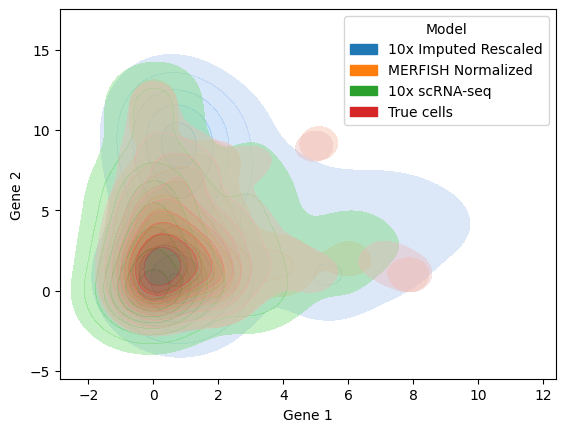 Model
10x Imputed Rescaled
MERFISH Normalized
10x scRNA-seq
True cells
15
10
5
0
−5
Gene 2
−2
0
2
4
6
8
10
12
Gene 1